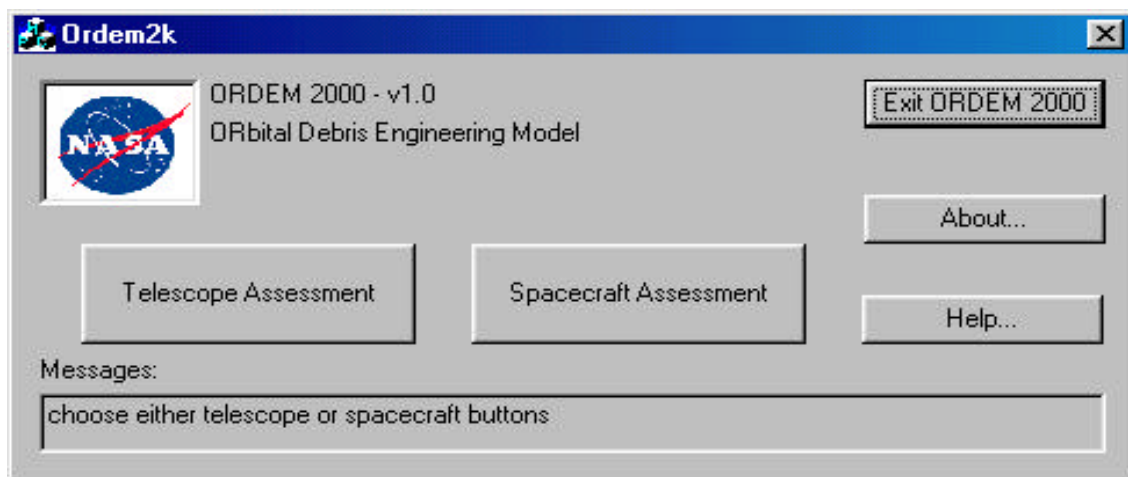 Ordem2k
NASA
ORDEM 2000 - v1.0
ORbital Debris Engineering Model
Exit ORDEM 2000
About...
Telescope Assessment
Spacecraft Assessment
Help...
Messages:
choose either telescope or spacecraft buttons